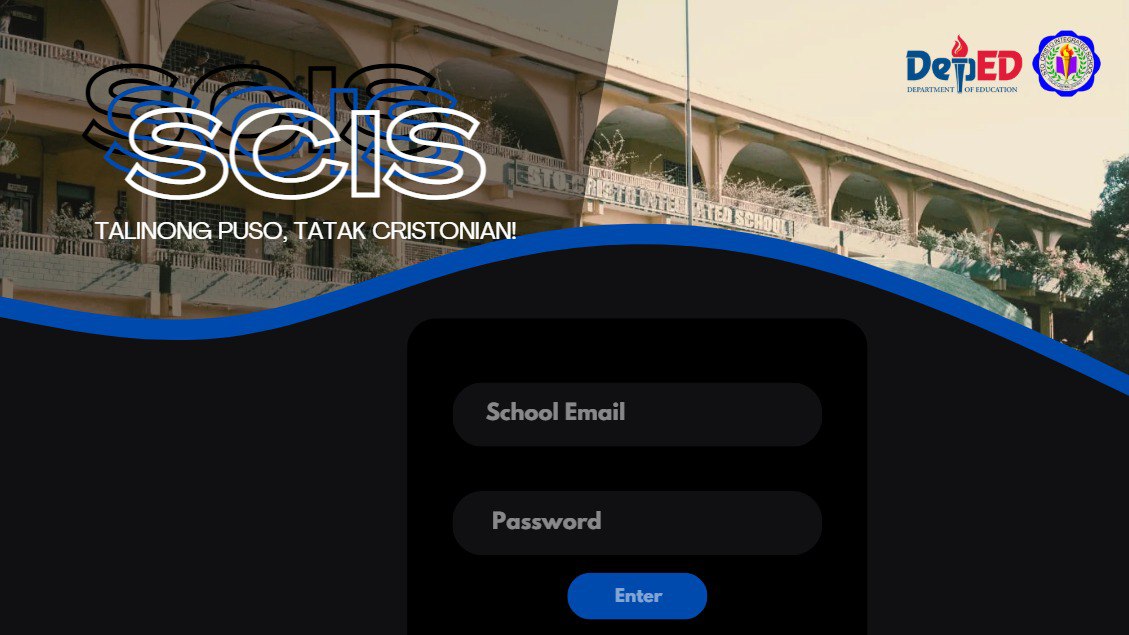 SCIS
SCIS
SCIS
TALINONG PUSO, TATAK CRISTONIAN!
DepED
DEPARTMENT OF EDUCATION
STO. CRISTO INTEGRATED SCHOOL
School Email
Password
Enter